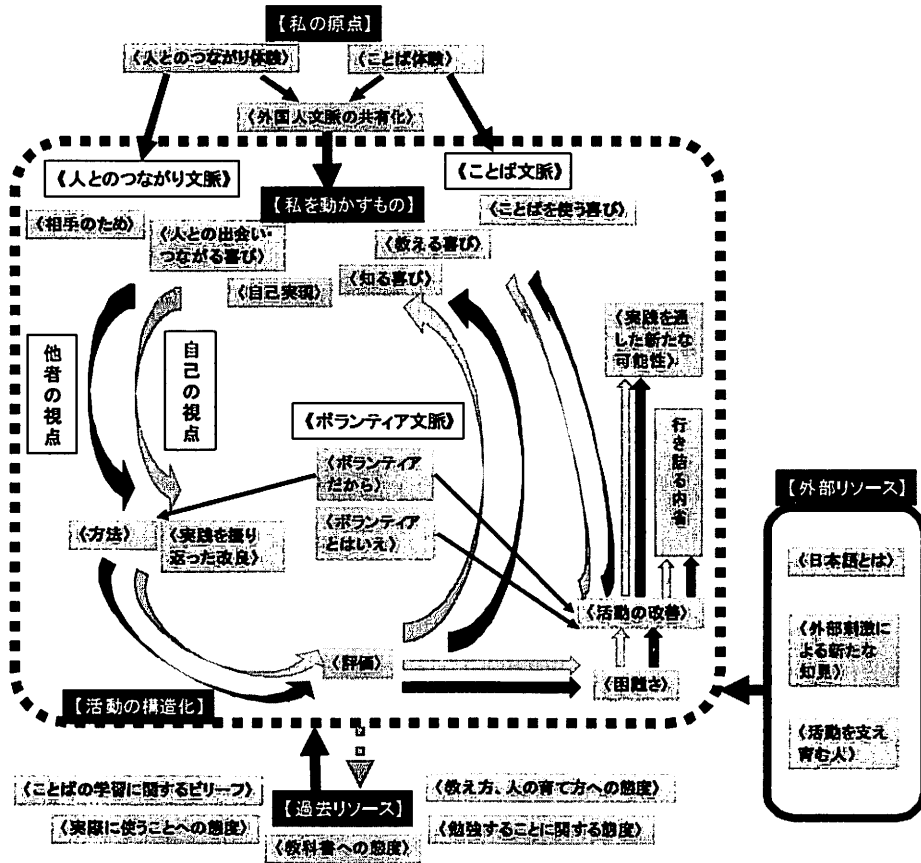 【私の原点】
〈人とのつながり体験〉
〈ことば体験〉
〈外国人文脈の共有化〉
《人とのつながり文脈》
《ことば文脈》
【私を動かすもの】
〈ことばを使う喜び〉
〈相手のため〉
〈人との出会い・
つながる喜び〉
〈教える喜び〉
〈知る喜び〉
〈自己実現〉
〈実践を通
した新たな
可能性〉
他者の視点
自己の視点
《ボランティア文脈》
行き詰る内省
〈ボランティア
だから〉
〈ボランティア
とはいえ〉
〈方法〉
〈実践を振り
返った改良〉
〈活動の改善〉
〈評価〉
〈困難さ〉
【活動の構造化】
【外部リソース】
〈日本語とは〉
〈外部刺激に
よる新たな
知見〉
〈活動を支え
育む人〉
〈ことばの学習に関するビリーフ〉
〈教え方、人の育て方への態度〉
【過去リソース】
〈実際に使うことへの態度〉
〈勉強することに関する態度〉
〈教科書への態度〉